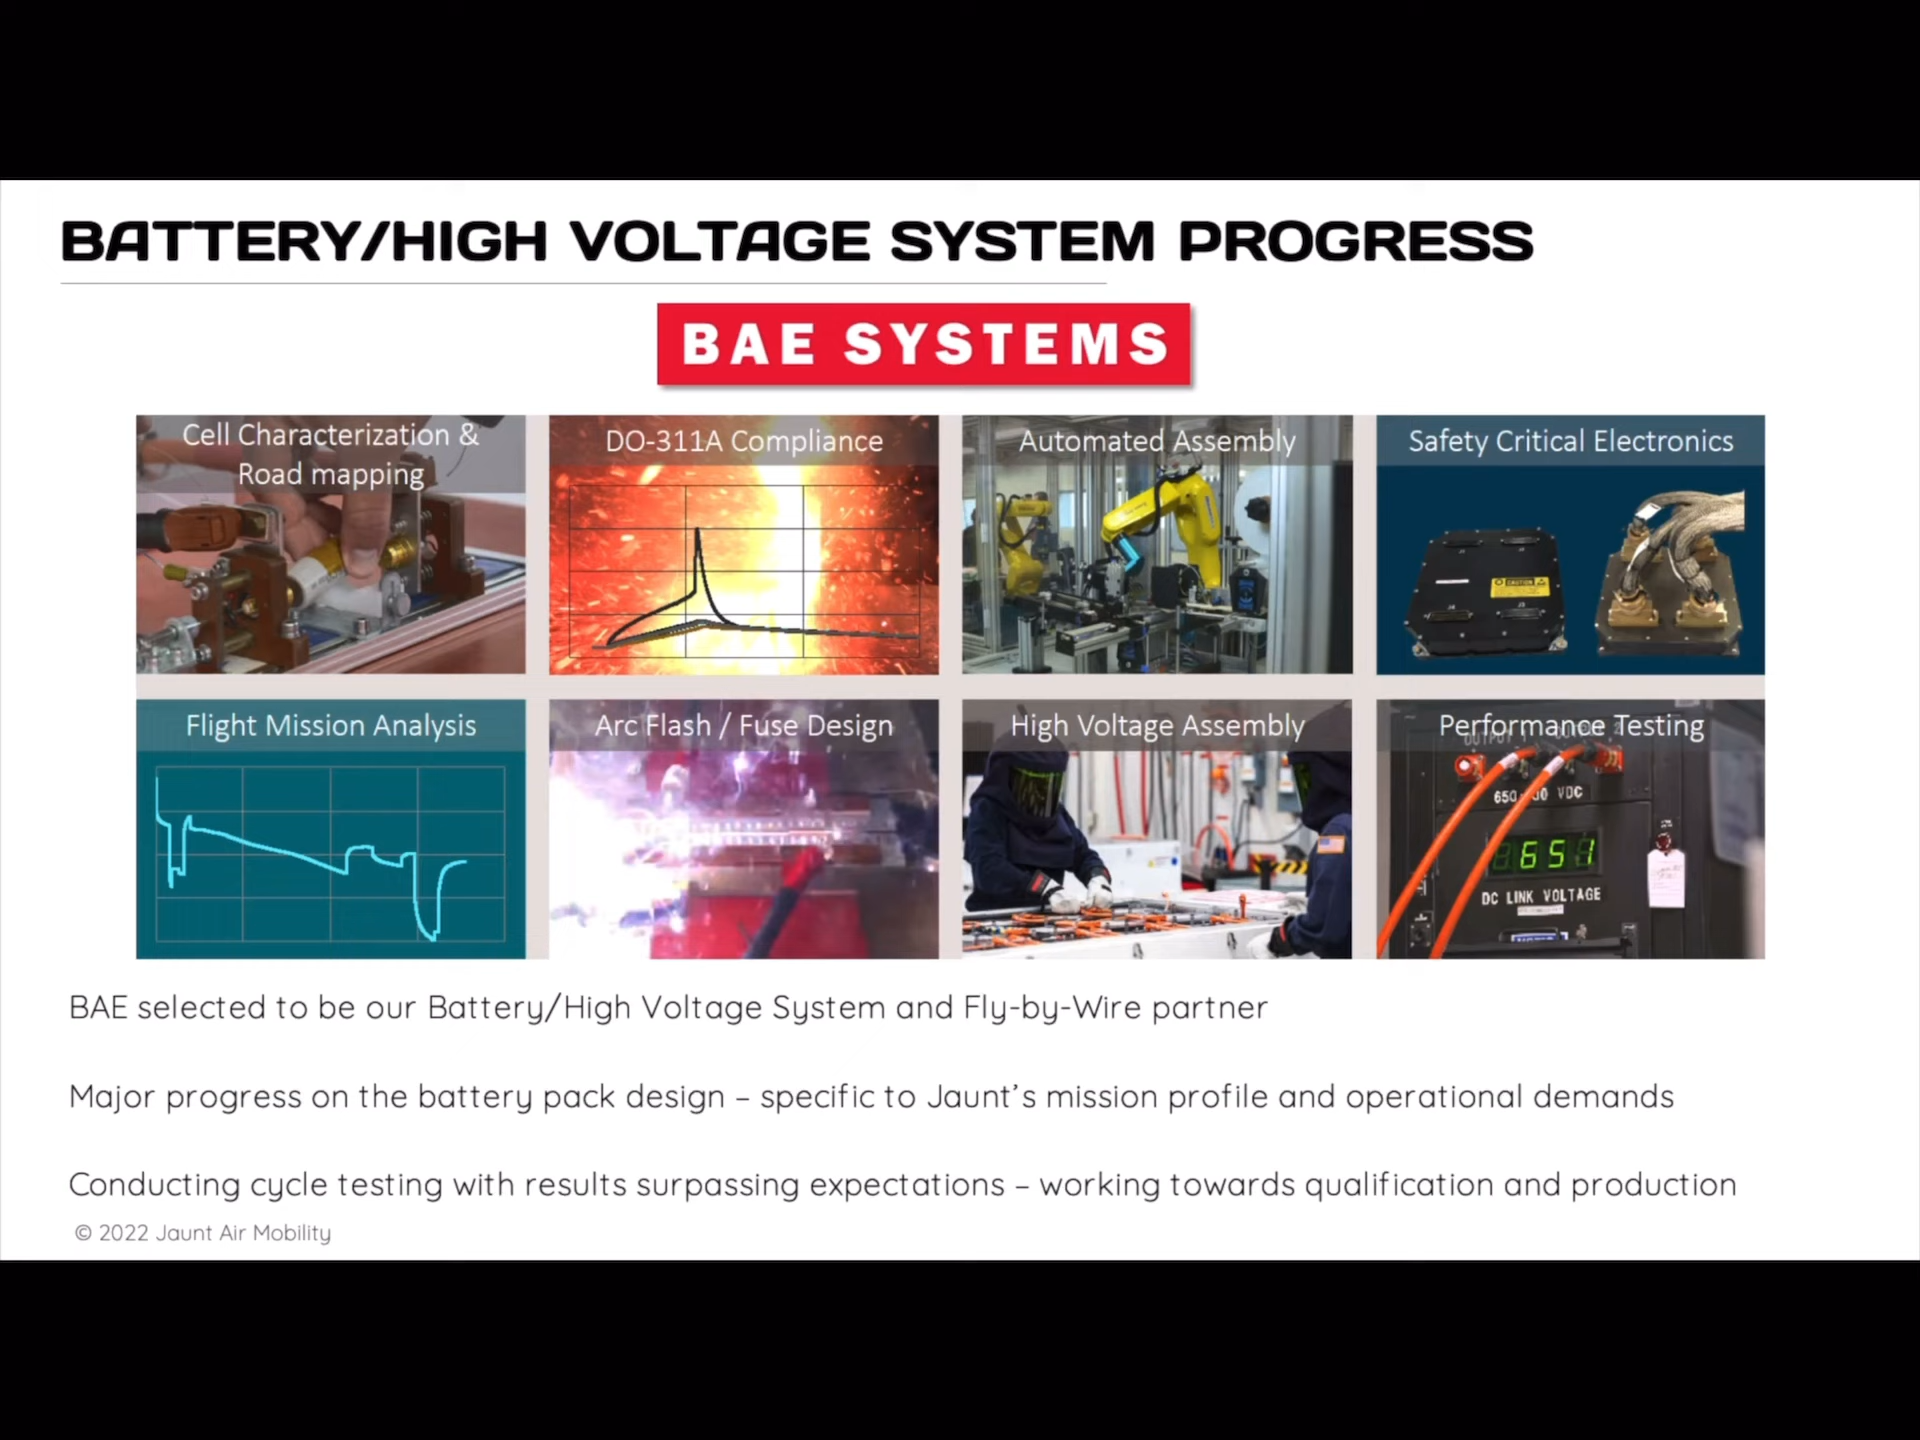 BATTERY/HIGH VOLTAGE SYSTEM PROGRESS
BAE SYSTEMS
Cell Characterization &
Road mapping
DO-311A Compliance
Automated Assembly
Safety Critical Electronics
CAUTION
Flight Mission Analysis
Arc Flash / Fuse Design
High Voltage Assembly
Performance Testing
OUTPUT
VDC
651
DC LINK VOLTAGE
BAE selected to be our Battery/High Voltage System and Fly-by-Wire partner
Major progress on the battery pack design – specific to Jaunt’s mission profile and operational demands
Conducting cycle testing with results surpassing expectations – working towards qualification and production
© 2022 Jaunt Air Mobility